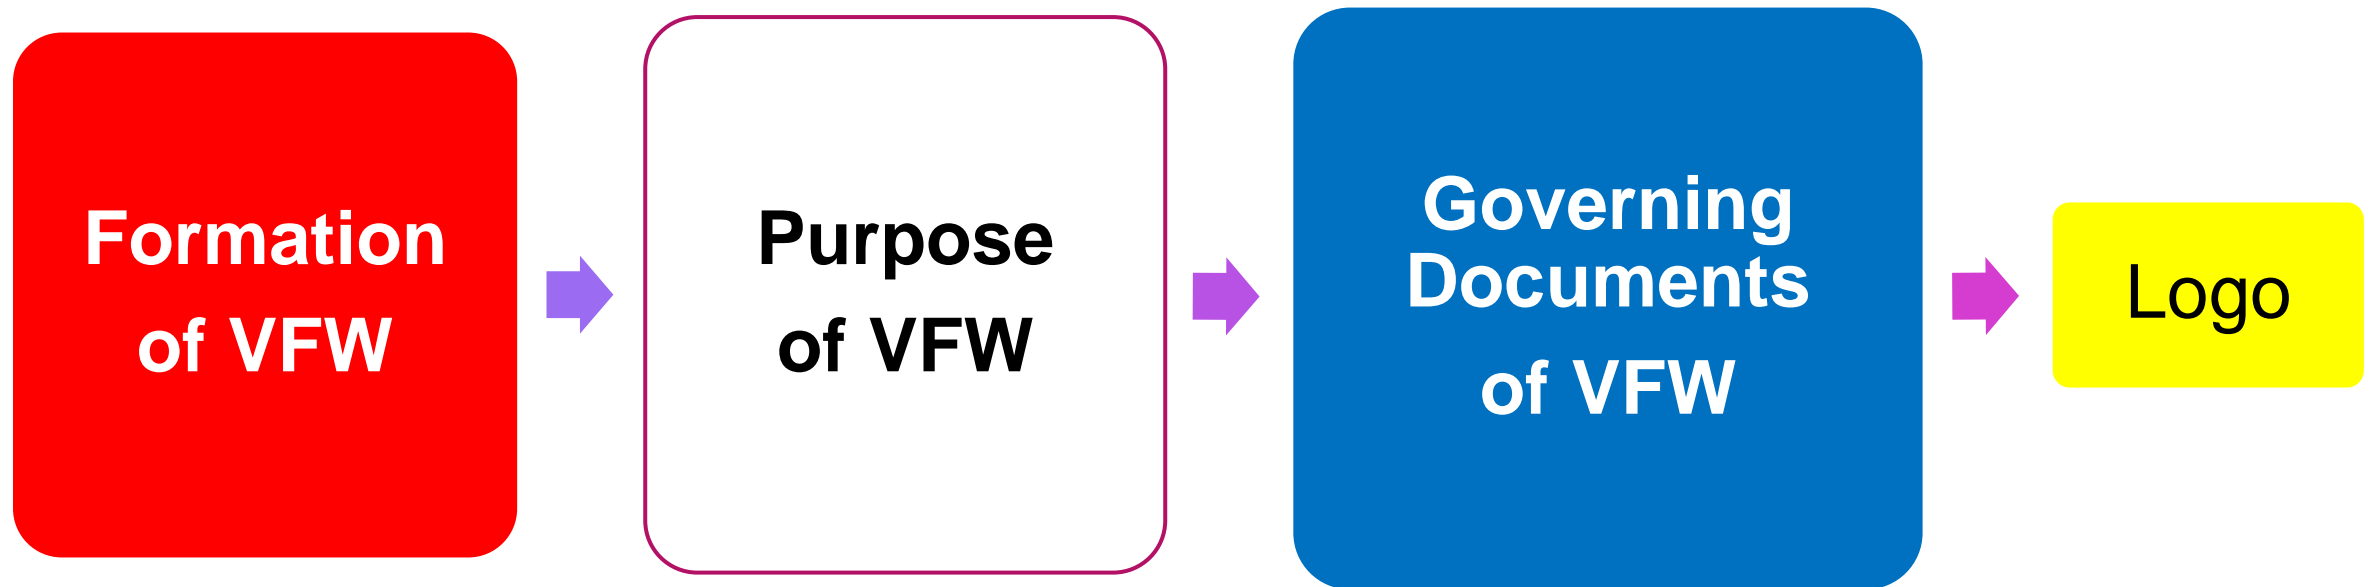 Formation
of VFW
Purpose
of VFW
Governing
Documents
of VFW
Logo